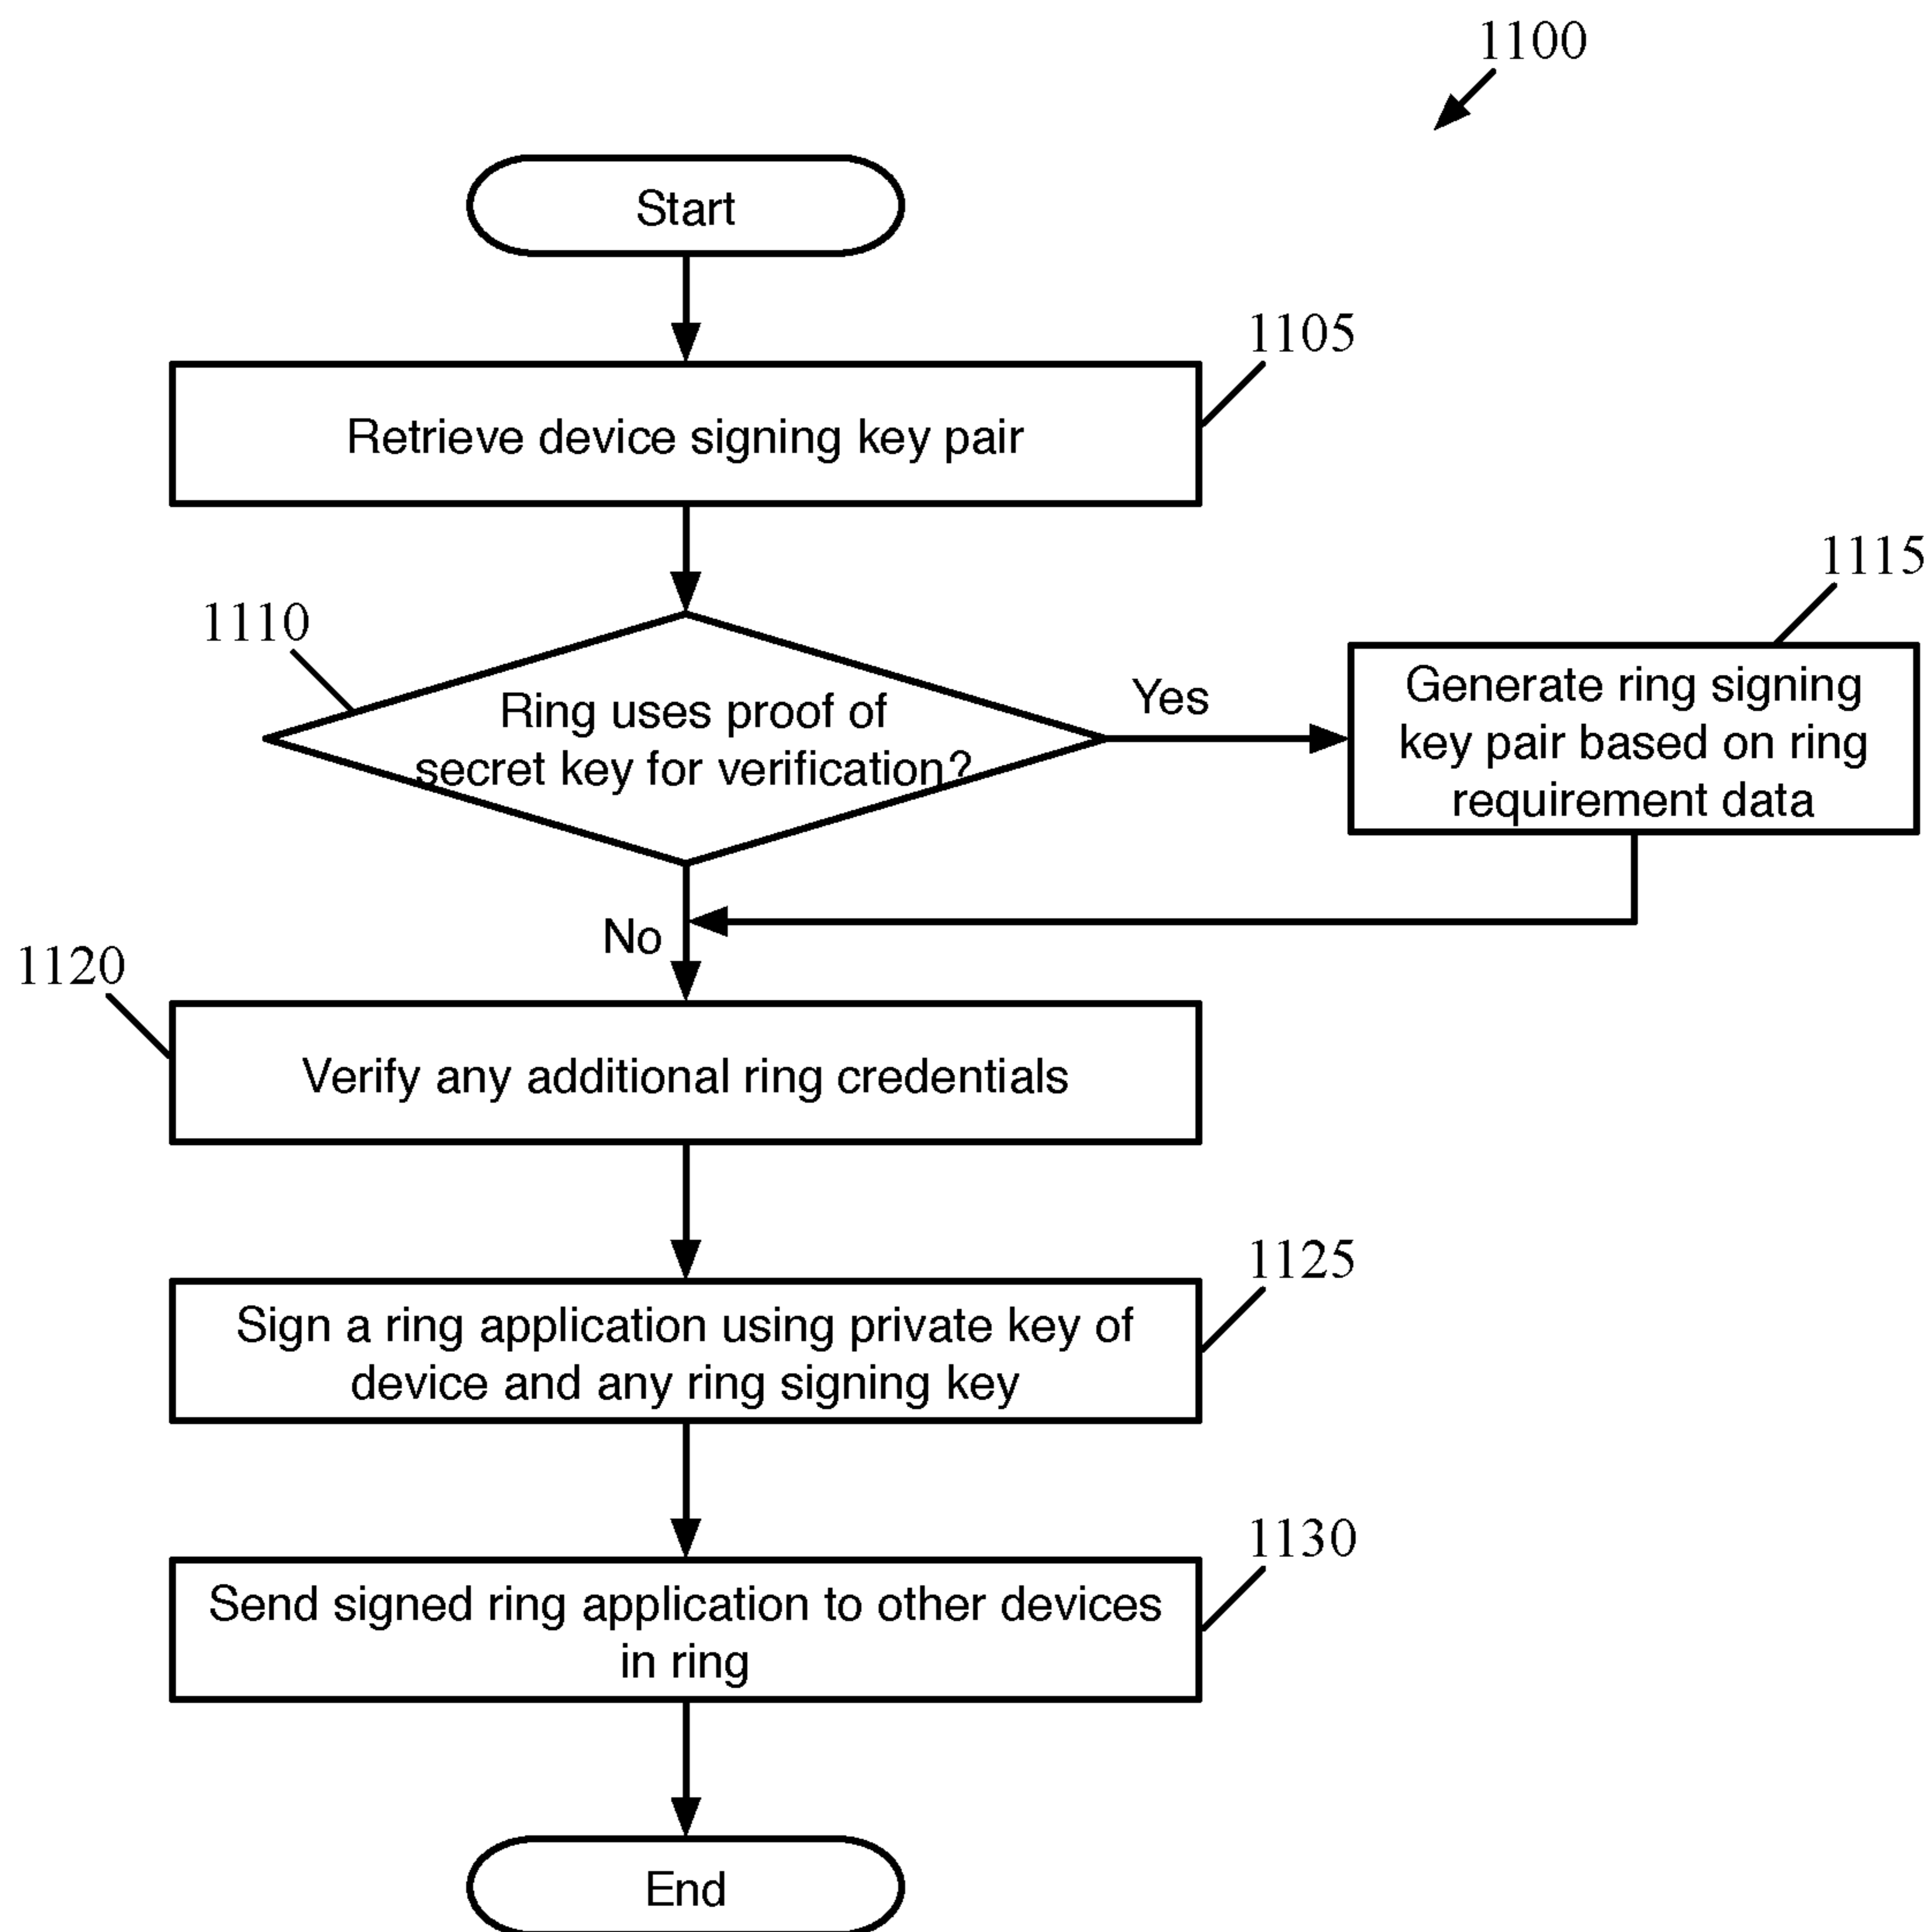 1100
Start
1105
Retrieve device signing key pair
1110
Ring uses proof of
secret key for verification?
Yes
1115
Generate ring signing
key pair based on ring
requirement data
No
1120
Verify any additional ring credentials
1125
Sign a ring application using private key of
device and any ring signing key
1130
Send signed ring application to other devices
in ring
End